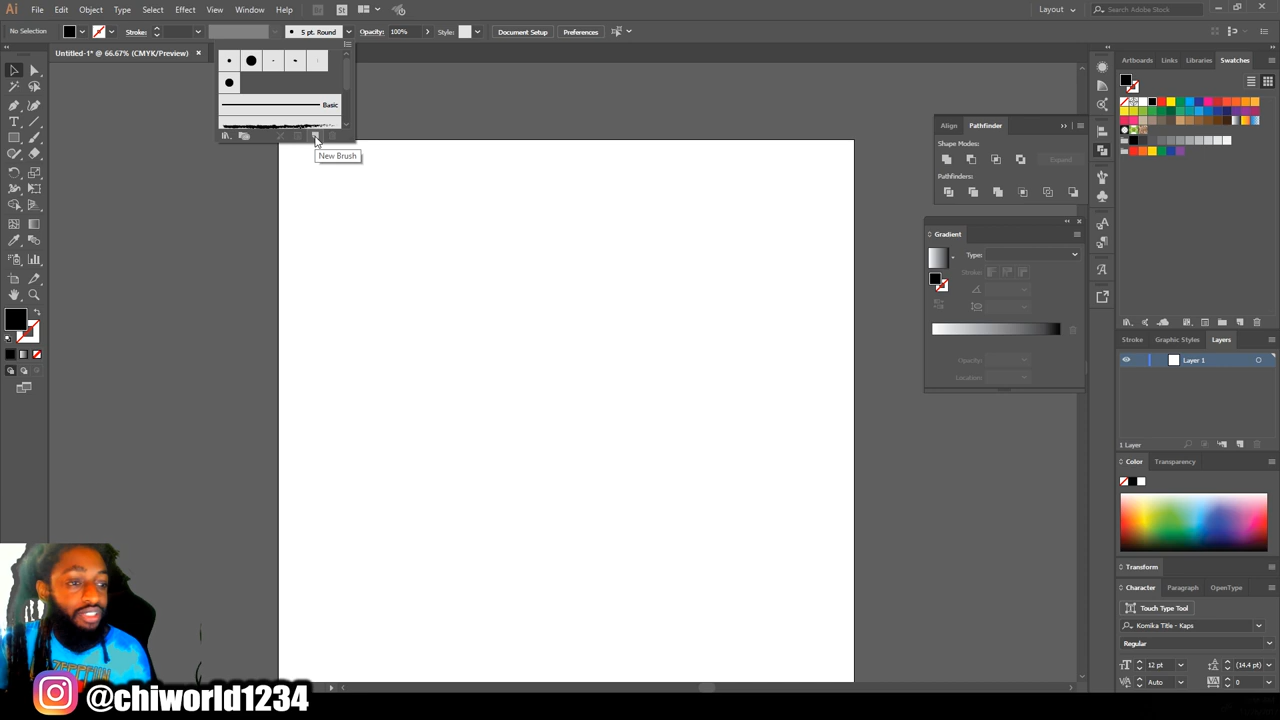 Ai File Edit Object Type Select Effect View Window Help Br St Layout Search Adobe Stock
No Selection Stroke: 5 pt. Round Opacity: 100% Style: Document Setup Preferences
Untitled-1* @ 66.67% (CMYK/Preview) ×
Basic
New Brush
Artboards Links Libraries Swatches
Align Pathfinder
Shape Modes:
Expand
Pathfinders:
Gradient
Type:
Stroke:
Opacity:
Location:
Stroke Graphic Styles Layers
Layer 1
1 Layer
Color Transparency
Transform
Character Paragraph OpenType
Touch Type Tool
Komika Title - Kaps
Regular
12 pt (14.4 pt)
Auto 0
@chiworld1234